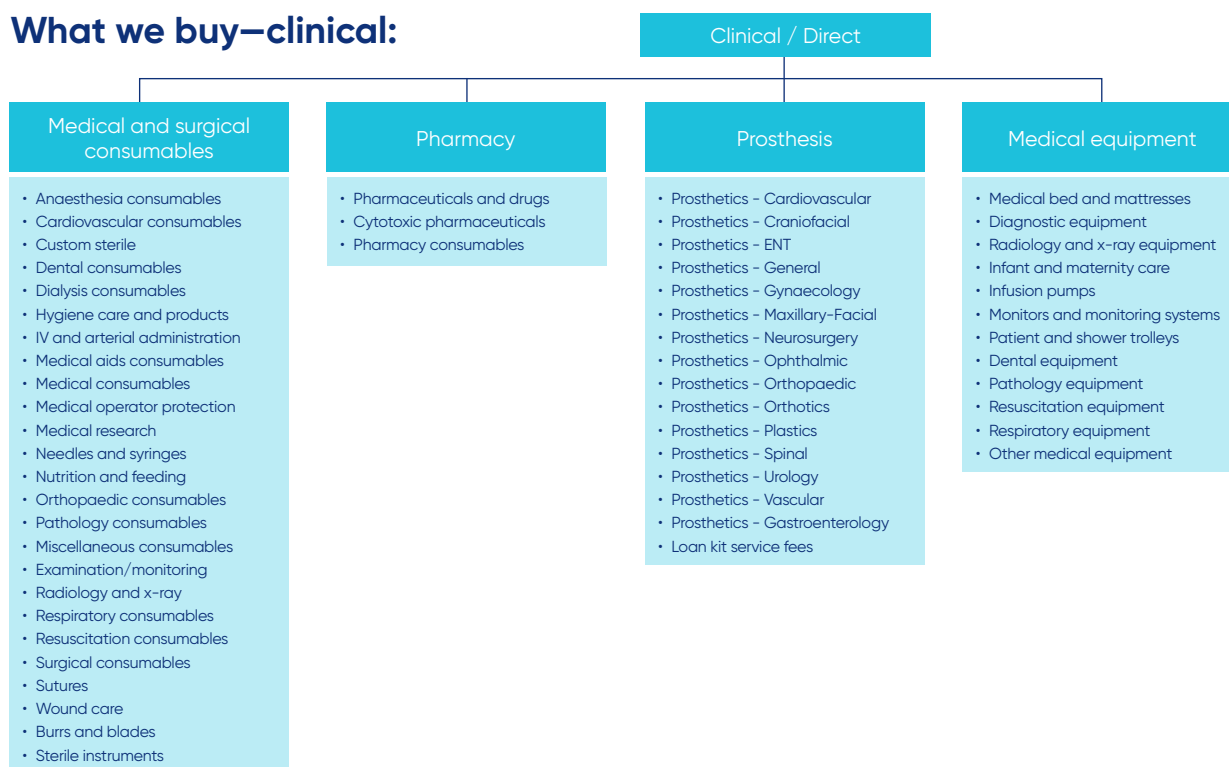 What we buy—clinical:
Clinical / Direct
Medical and surgical
consumables
• Anaesthesia consumables
• Cardiovascular consumables
• Custom sterile
• Dental consumables
• Dialysis consumables
• Hygiene care and products
• IV and arterial administration
• Medical aids consumables
• Medical consumables
• Medical operator protection
• Medical research
• Needles and syringes
• Nutrition and feeding
• Orthopaedic consumables
• Pathology consumables
• Miscellaneous consumables
• Examination/monitoring
• Radiology and x-ray
• Respiratory consumables
• Resuscitation consumables
• Surgical consumables
• Sutures
• Wound care
• Burrs and blades
• Sterile instruments
Pharmacy
• Pharmaceuticals and drugs
• Cytotoxic pharmaceuticals
• Pharmacy consumables
Prosthesis
• Prosthetics - Cardiovascular
• Prosthetics - Craniofacial
• Prosthetics - ENT
• Prosthetics - General
• Prosthetics - Gynaecology
• Prosthetics - Maxillary-Facial
• Prosthetics - Neurosurgery
• Prosthetics - Ophthalmic
• Prosthetics - Orthopaedic
• Prosthetics - Orthotics
• Prosthetics - Plastics
• Prosthetics - Spinal
• Prosthetics - Urology
• Prosthetics - Vascular
• Prosthetics - Gastroenterology
• Loan kit service fees
Medical equipment
• Medical bed and mattresses
• Diagnostic equipment
• Radiology and x-ray equipment
• Infant and maternity care
• Infusion pumps
• Monitors and monitoring systems
• Patient and shower trolleys
• Dental equipment
• Pathology equipment
• Resuscitation equipment
• Respiratory equipment
• Other medical equipment